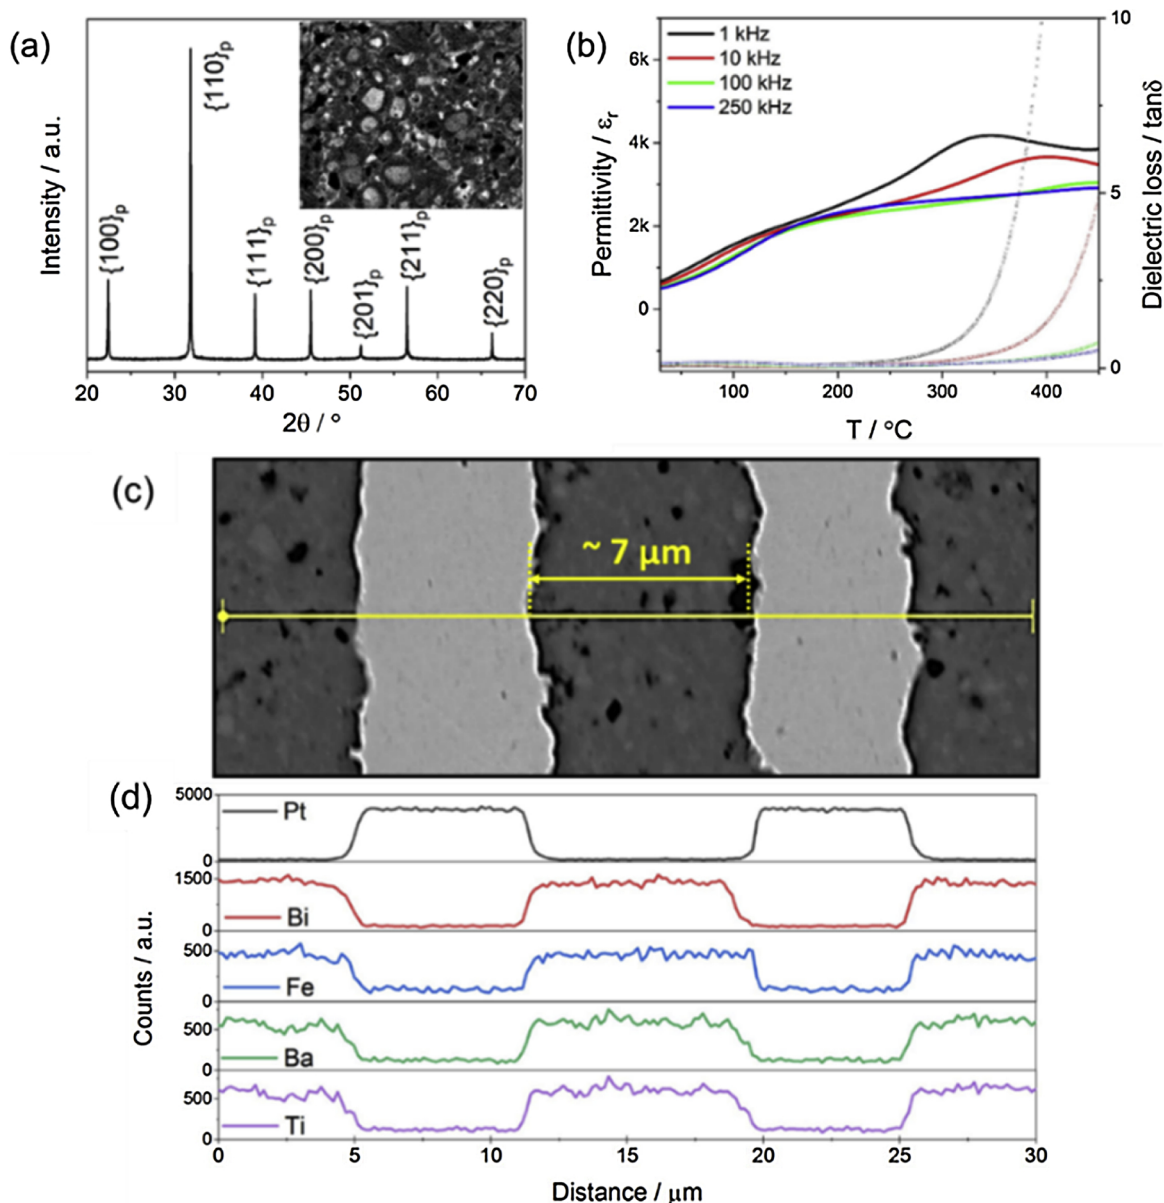 (a)
Intensity / a.u.
{100}p
{110}p
{111}p
{200}p
{201}p
{211}p
{220}p
20 30 40 50 60 70
2θ / °
(b)
1 kHz
10 kHz
100 kHz
250 kHz
Permittivity / εr
6k
4k
2k
0
10
5
0
Dielectric loss / tanδ
100 200 300 400
T / °C
(c)
~ 7 μm
(d)
Counts / a.u.
5000
Pt
0
1500
Bi
0
500
Fe
0
500
Ba
0
500
Ti
0
0 5 10 15 20 25 30
Distance / μm